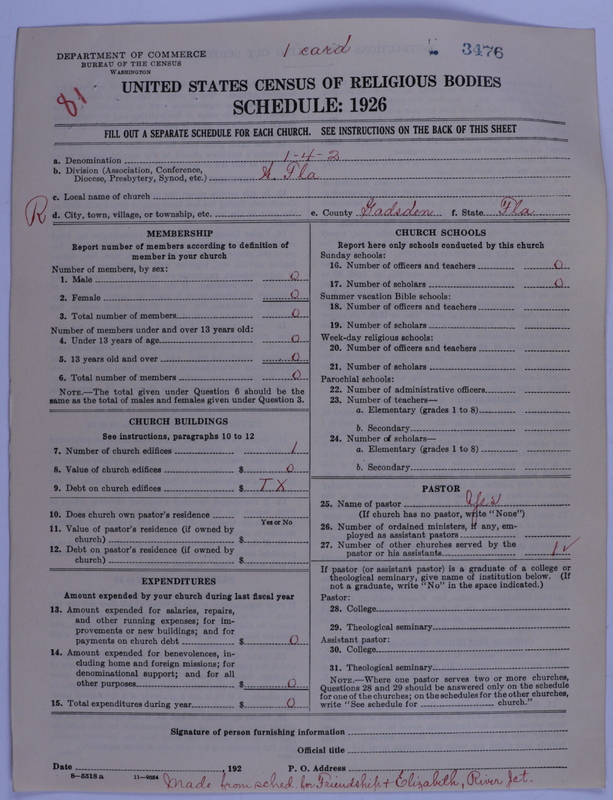 DEPARTMENT OF COMMERCE
BUREAU OF THE CENSUS
WASHINGTON
1 card
3476
81
UNITED STATES CENSUS OF RELIGIOUS BODIES
SCHEDULE: 1926
FILL OUT A SEPARATE SCHEDULE FOR EACH CHURCH. SEE INSTRUCTIONS ON THE BACK OF THIS SHEET
a. Denomination 1-4-2
b. Division (Association, Conference,
Diocese, Presbytery, Synod, etc.) Fla
c. Local name of church
R d. City, town, village, or township, etc. e. County Gadsden f. State Fla
MEMBERSHIP
Report number of members according to definition of
member in your church
Number of members, by sex:
1. Male 0
2. Female 0
3. Total number of members 0
Number of members under and over 13 years old:
4. Under 13 years of age 0
5. 13 years old and over 0
6. Total number of members 0
NOTE.—The total given under Question 6 should be the
same as the total of males and females given under Question 3.
CHURCH BUILDINGS
See instructions, paragraphs 10 to 12
7. Number of church edifices 1
8. Value of church edifices $ 0
9. Debt on church edifices $ T X
10. Does church own pastor's residence
Yes or No
11. Value of pastor's residence (if owned by
church) $
12. Debt on pastor's residence (if owned by
church) $
EXPENDITURES
Amount expended by your church during last fiscal year
13. Amount expended for salaries, repairs,
and other running expenses; for im-
provements or new buildings; and for
payments on church debt $ 0
14. Amount expended for benevolences, in-
cluding home and foreign missions; for
denominational support; and for all
other purposes $ 0
15. Total expenditures during year $ 0
CHURCH SCHOOLS
Report here only schools conducted by this church
Sunday schools:
16. Number of officers and teachers 0
17. Number of scholars 0
Summer vacation Bible schools:
18. Number of officers and teachers
19. Number of scholars
Week-day religious schools:
20. Number of officers and teachers
21. Number of scholars
Parochial schools:
22. Number of administrative officers
23. Number of teachers—
a. Elementary (grades 1 to 8)
b. Secondary
24. Number of scholars—
a. Elementary (grades 1 to 8)
b. Secondary
PASTOR
25. Name of pastor Yes
(If church has no pastor, write "None")
26. Number of ordained ministers, if any, em-
ployed as assistant pastors
27. Number of other churches served by the
pastor or his assistants 1 ✓
If pastor (or assistant pastor) is a graduate of a college or
theological seminary, give name of institution below. (If
not a graduate, write "No" in the space indicated.)
Pastor:
28. College
29. Theological seminary
Assistant pastor:
30. College
31. Theological seminary
NOTE.—Where one pastor serves two or more churches,
Questions 28 and 29 should be answered only on the schedule
for one of the churches; on the schedules for the other churches,
write "See schedule for church."
Signature of person furnishing information
Official title
Date , 192 P. O. Address
8—5518 a 11—9064 Made from sched. for Friendship + Elizabeth, River Jct.